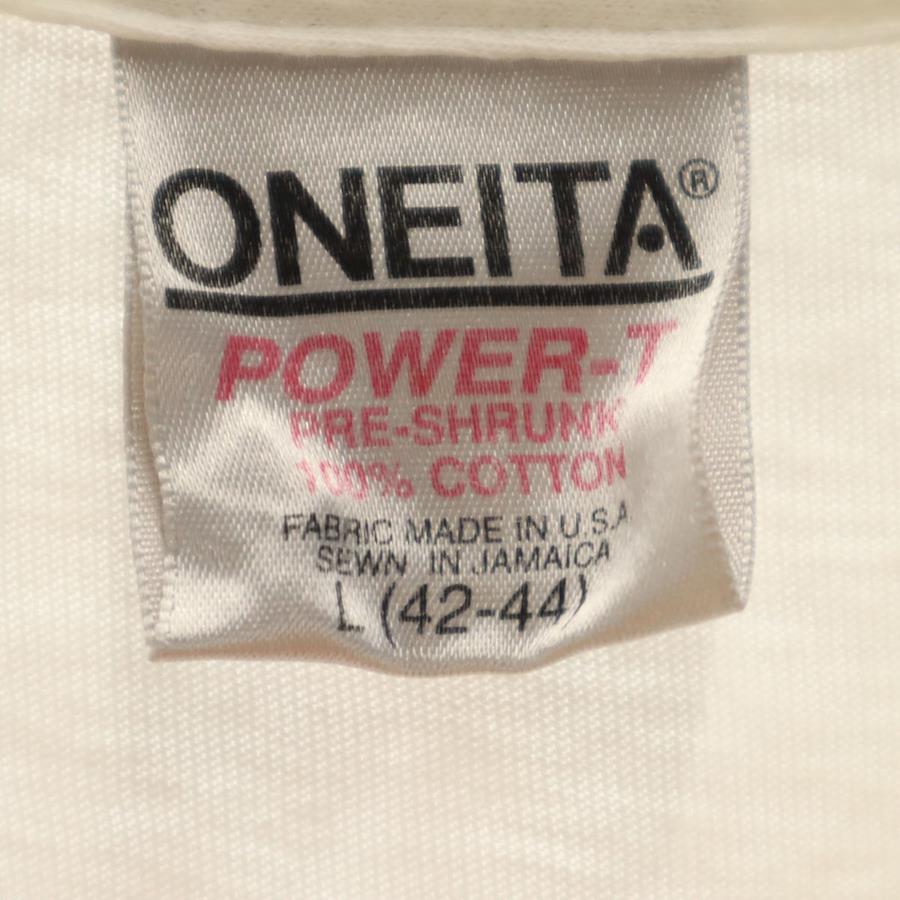 ONEITA®
POWER-T
PRE-SHRUNK
100% COTTON
FABRIC MADE IN U.S.A
SEWN IN JAMAICA
L (42-44)